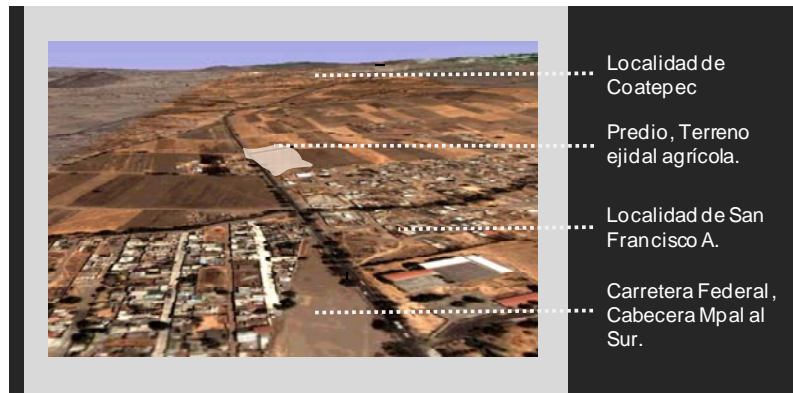 Localidad de
Coatepec
Predio, Terreno
ejidal agrícola.
Localidad de San
Francisco A.
Carretera Federal,
Cabecera Mpal al
Sur.